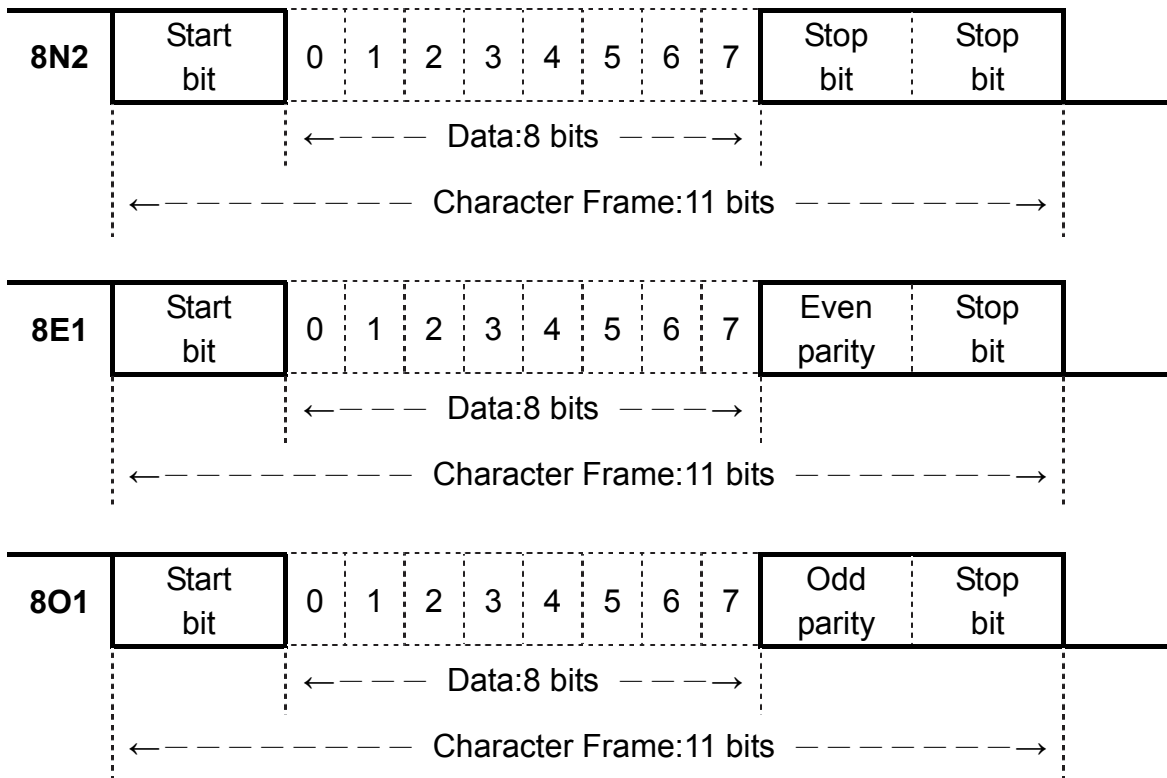 8N2 Start bit 0 1 2 3 4 5 6 7 Stop bit Stop bit
←––– Data:8 bits –––→
←–––––––– Character Frame:11 bits –––––––→
8E1 Start bit 0 1 2 3 4 5 6 7 Even parity Stop bit
←––– Data:8 bits –––→
←–––––––– Character Frame:11 bits –––––––→
8O1 Start bit 0 1 2 3 4 5 6 7 Odd parity Stop bit
←––– Data:8 bits –––→
←–––––––– Character Frame:11 bits –––––––→